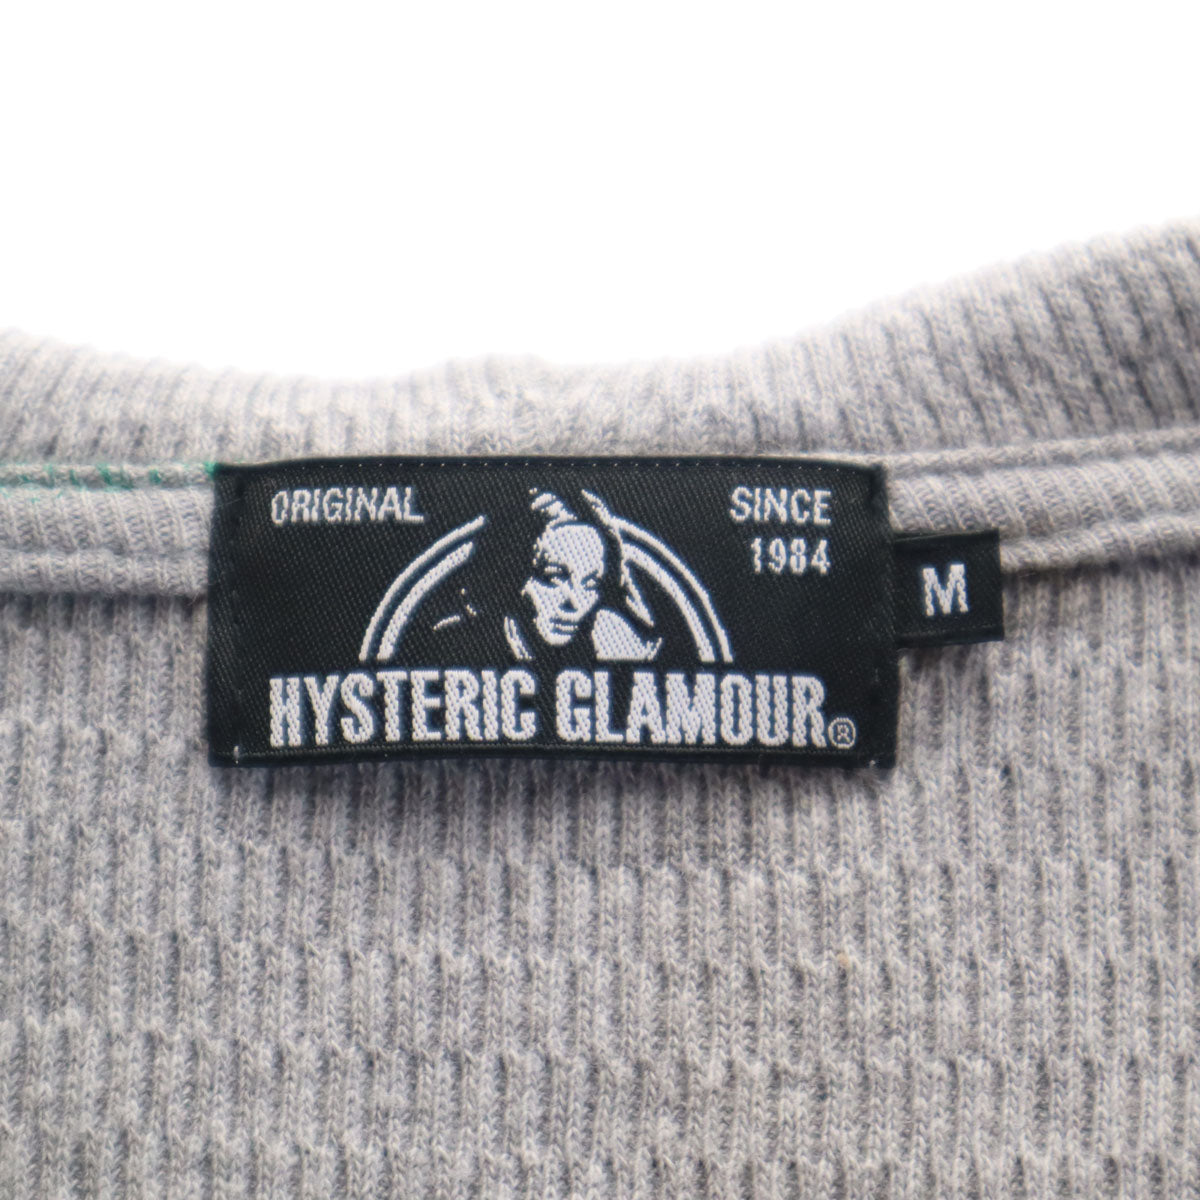 ORIGINAL
SINCE
1984
M
HYSTERIC GLAMOUR®